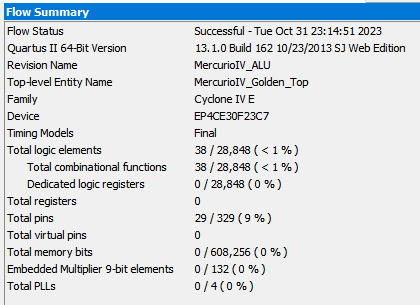 Flow Summary
Flow Status Successful - Tue Oct 31 23:14:51 2023
Quartus II 64-Bit Version 13.1.0 Build 162 10/23/2013 SJ Web Edition
Revision Name MercurioIV_ALU
Top-level Entity Name MercurioIV_Golden_Top
Family Cyclone IV E
Device EP4CE30F23C7
Timing Models Final
Total logic elements 38 / 28,848 ( < 1 % )
Total combinational functions 38 / 28,848 ( < 1 % )
Dedicated logic registers 0 / 28,848 ( 0 % )
Total registers 0
Total pins 29 / 329 ( 9 % )
Total virtual pins 0
Total memory bits 0 / 608,256 ( 0 % )
Embedded Multiplier 9-bit elements 0 / 132 ( 0 % )
Total PLLs 0 / 4 ( 0 % )